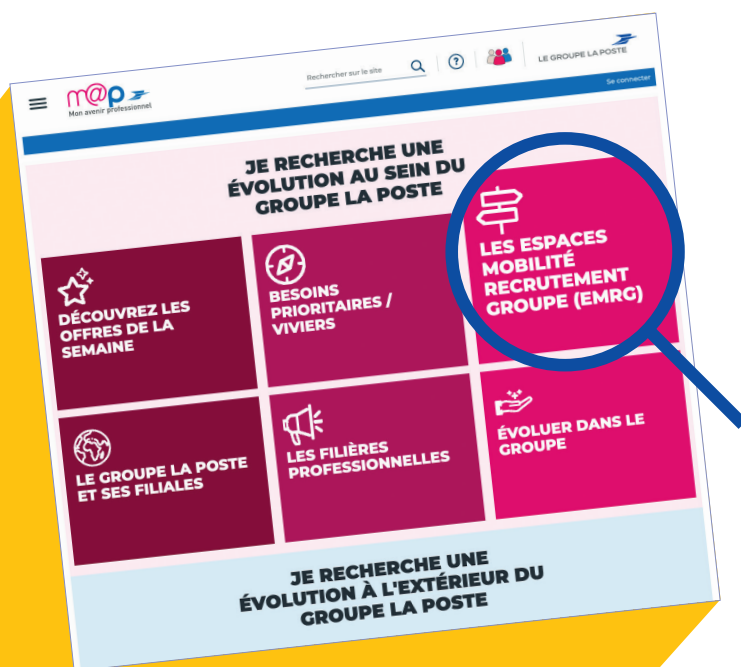 m@p
Mon avenir professionnel
Rechercher sur le site
?
LE GROUPE LA POSTE
Se connecter
JE RECHERCHE UNE
ÉVOLUTION AU SEIN DU
GROUPE LA POSTE
DÉCOUVREZ LES
OFFRES DE LA
SEMAINE
BESOINS
PRIORITAIRES /
VIVIERS
LES ESPACES
MOBILITÉ
RECRUTEMENT
GROUPE (EMRG)
LE GROUPE LA POSTE
ET SES FILIALES
LES FILIÈRES
PROFESSIONNELLES
ÉVOLUER DANS LE
GROUPE
JE RECHERCHE UNE
ÉVOLUTION À L'EXTÉRIEUR DU
GROUPE LA POSTE